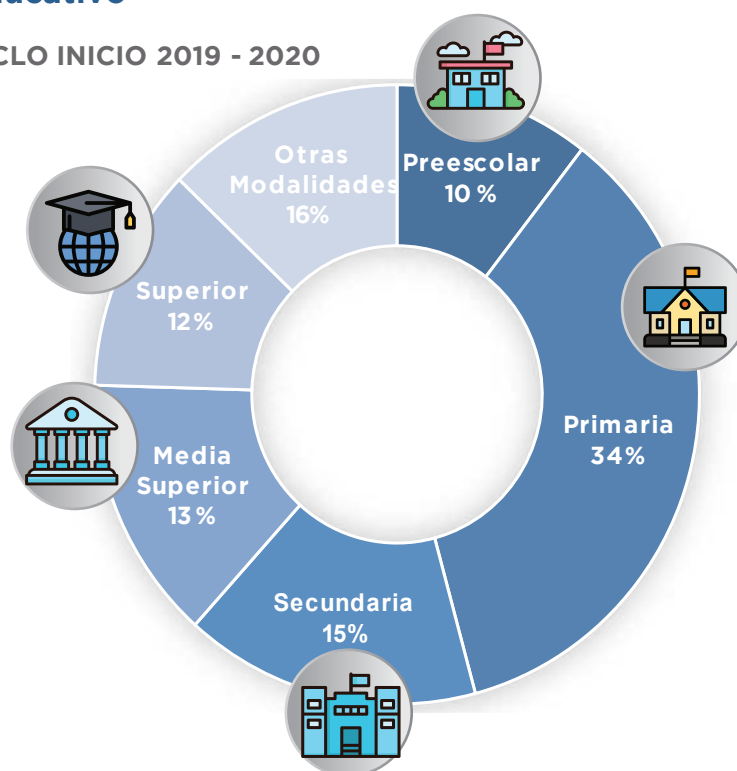 CLO INICIO 2019 - 2020
Preescolar
10 %
Otras
Modalidades
16%
Superior
12%
Primaria
34%
Media
Superior
13 %
Secundaria
15%